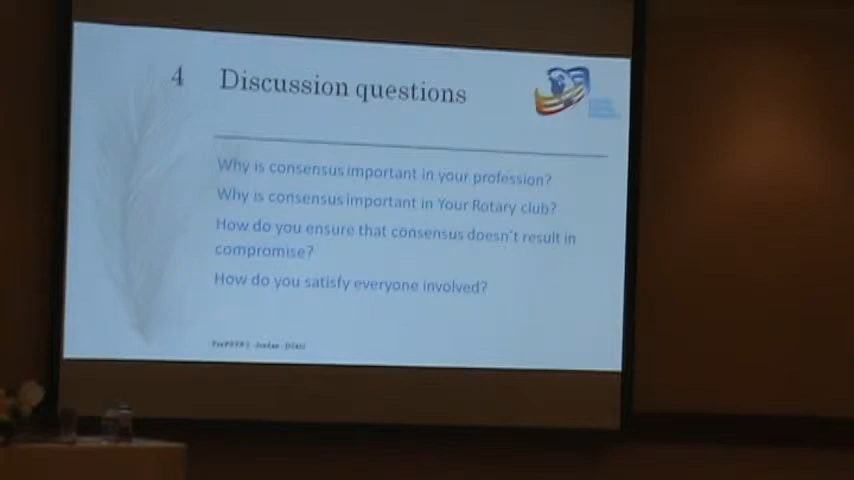 4 Discussion questions
Why is consensus important in your profession?
Why is consensus important in Your Rotary club?
How do you ensure that consensus doesn't result in
compromise?
How do you satisfy everyone involved?